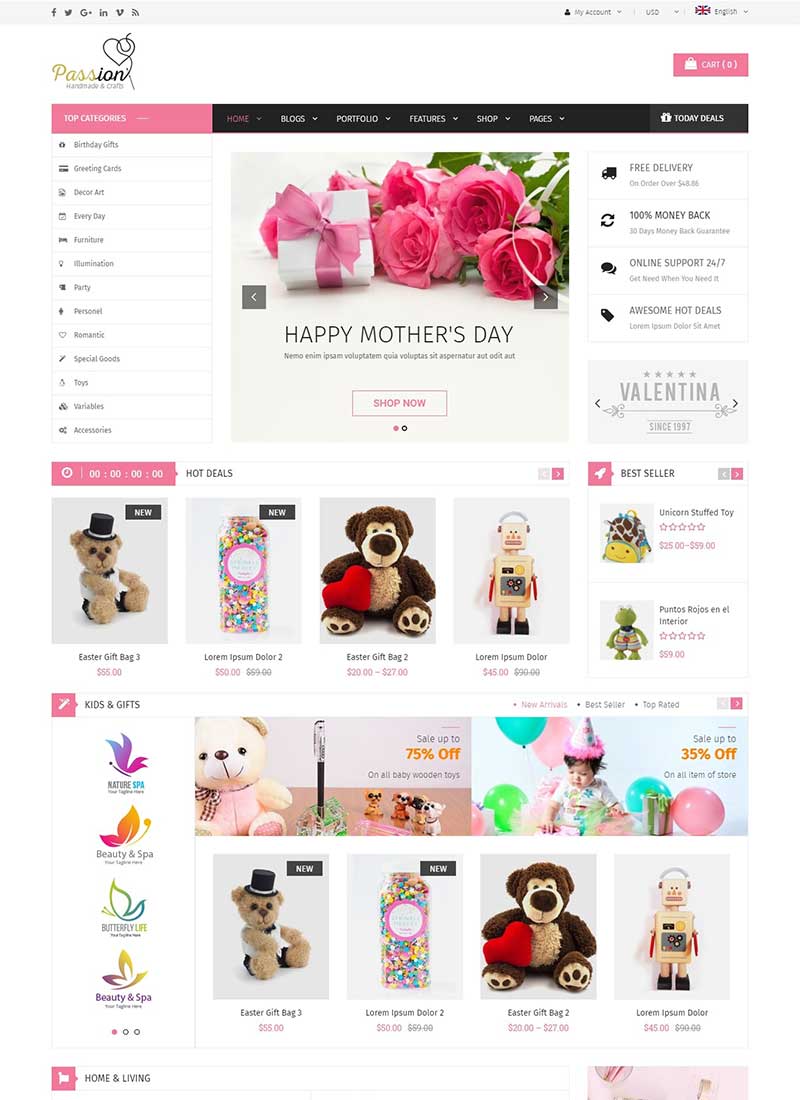 My Account
USD
English
Passion
Handmade & Crafts
CART ( 0 )
TOP CATEGORIES
HOME
BLOGS
PORTFOLIO
FEATURES
SHOP
PAGES
TODAY DEALS
Birthday Gifts
Greeting Cards
Decor Art
Every Day
Furniture
Illumination
Party
Personel
Romantic
Special Goods
Toys
Variables
Accessories
HAPPY MOTHER'S DAY
Nemo enim ipsam voluptatem quia voluptas sit aspernatur aut odit aut
SHOP NOW
FREE DELIVERY
On Order Over $48.86
100% MONEY BACK
30 Days Money Back Guarantee
ONLINE SUPPORT 24/7
Get Need When You Need It
AWESOME HOT DEALS
Lorem Ipsum Dolor Sit Amet
VALENTINA
SINCE 1997
00 : 00 : 00 : 00
HOT DEALS
NEW
NEW
Easter Gift Bag 3
$55.00
Lorem Ipsum Dolor 2
$50.00 $59.00
Easter Gift Bag 2
$20.00 – $27.00
Lorem Ipsum Dolor
$45.00 $90.00
BEST SELLER
Unicorn Stuffed Toy
$25.00–$59.00
Puntos Rojos en el
Interior
$59.00
KIDS & GIFTS
New Arrivals
Best Seller
Top Rated
NATURE SPA
Your Tagline Here
Beauty & Spa
Your Tagline Here
BUTTERFLY LIFE
Your Tagline Here
Beauty & Spa
Your Tagline Here
Sale up to
75% Off
On all baby wooden toys
Sale up to
35% Off
On all item of store
NEW
NEW
Easter Gift Bag 3
$55.00
Lorem Ipsum Dolor 2
$50.00 $59.00
Easter Gift Bag 2
$20.00 – $27.00
Lorem Ipsum Dolor
$45.00 $90.00
HOME & LIVING